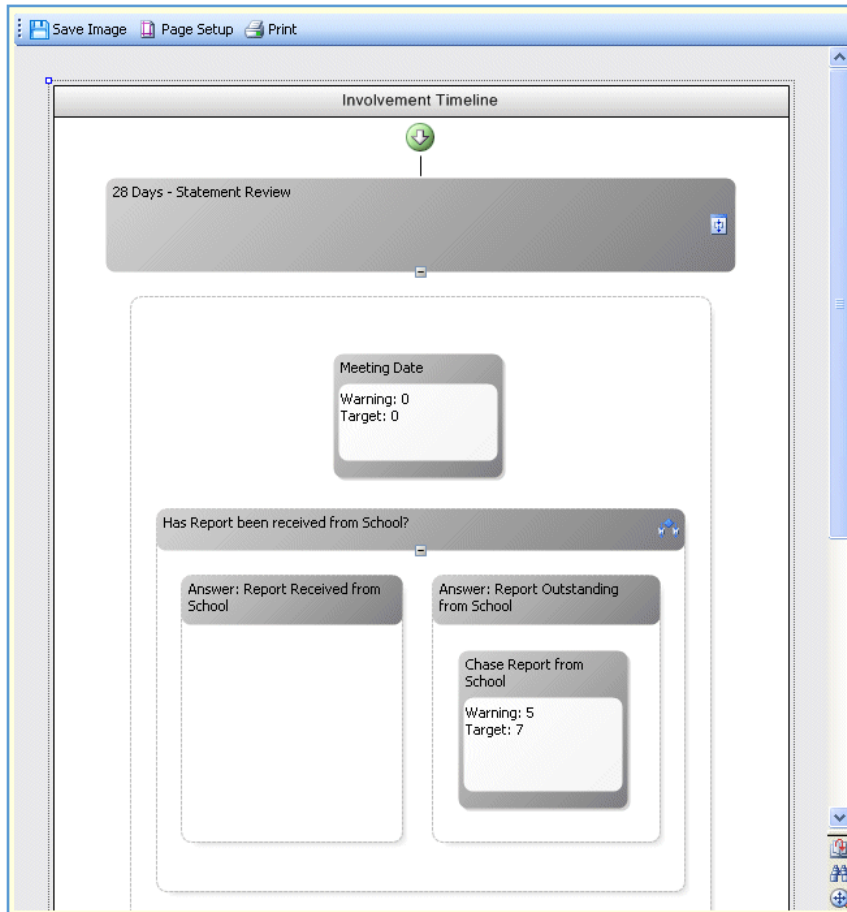 Save Image Page Setup Print
Involvement Timeline
28 Days - Statement Review
Meeting Date
Warning: 0
Target: 0
Has Report been received from School?
Answer: Report Received from
School
Answer: Report Outstanding
from School
Chase Report from
School
Warning: 5
Target: 7